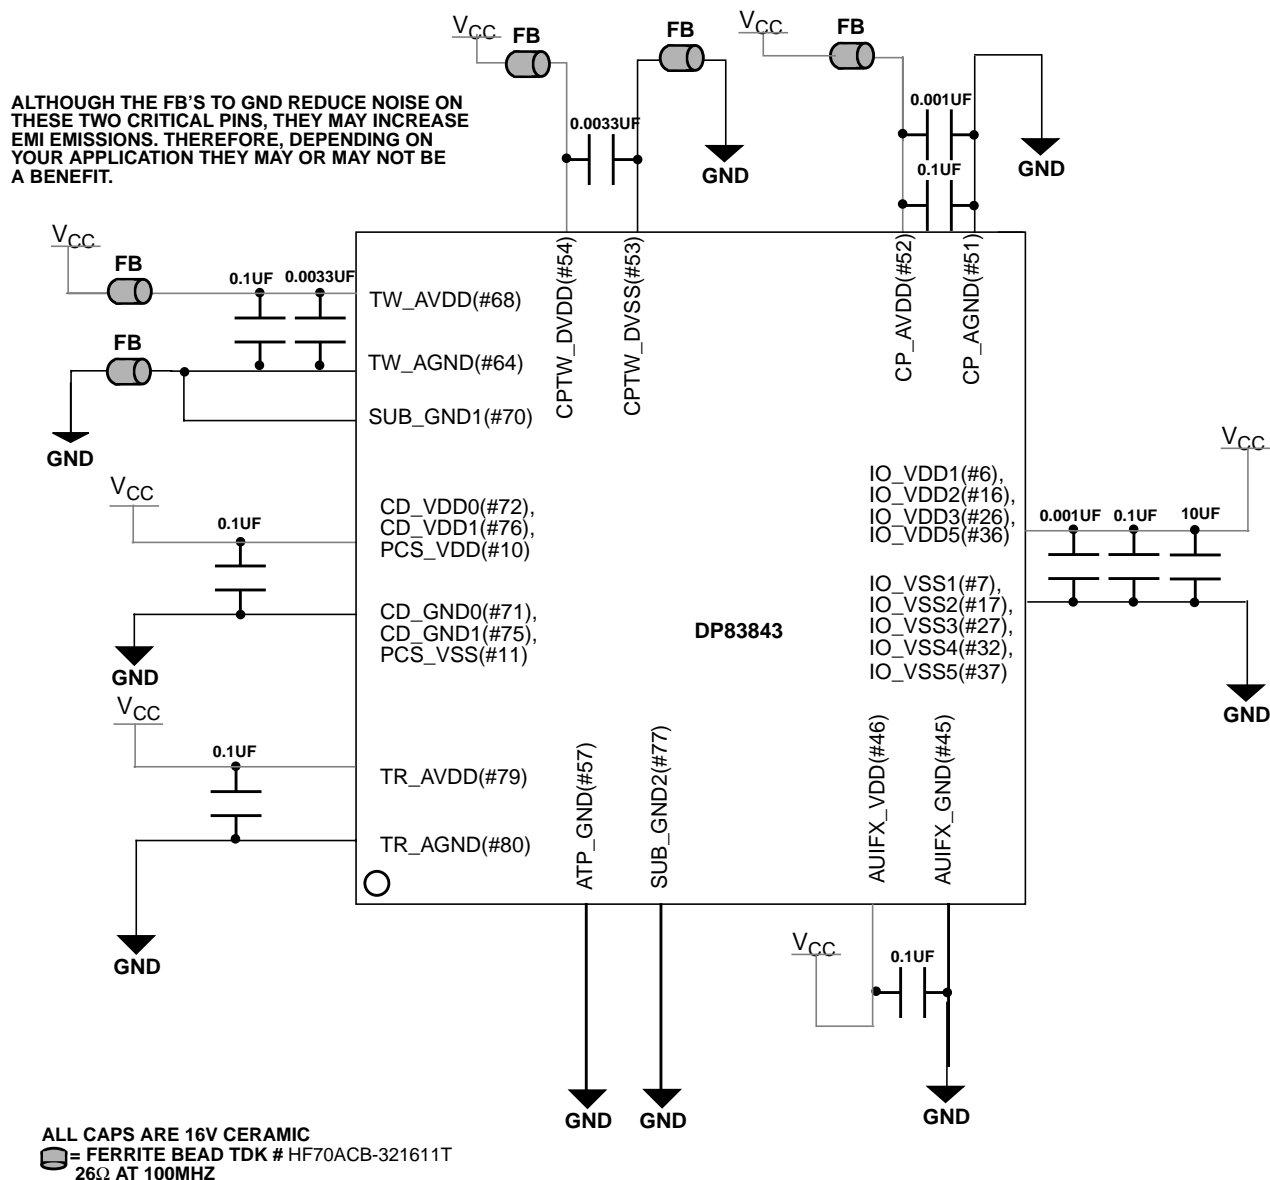 V_CC
FB
FB
V_CC
FB
ALTHOUGH THE FB'S TO GND REDUCE NOISE ON
THESE TWO CRITICAL PINS, THEY MAY INCREASE
EMI EMISSIONS. THEREFORE, DEPENDING ON
YOUR APPLICATION THEY MAY OR MAY NOT BE
A BENEFIT.
0.0033UF
GND
0.001UF
0.1UF
GND
V_CC
FB
0.1UF
0.0033UF
TW_AVDD(#68)
FB
TW_AGND(#64)
SUB_GND1(#70)
GND
CPTW_DVDD(#54)
CPTW_DVSS(#53)
CP_AVDD(#52)
CP_AGND(#51)
V_CC
0.1UF
CD_VDD0(#72),
CD_VDD1(#76),
PCS_VDD(#10)
CD_GND0(#71),
CD_GND1(#75),
PCS_VSS(#11)
GND
DP83843
IO_VDD1(#6),
IO_VDD2(#16),
IO_VDD3(#26),
IO_VDD5(#36)
V_CC
0.001UF
0.1UF
10UF
IO_VSS1(#7),
IO_VSS2(#17),
IO_VSS3(#27),
IO_VSS4(#32),
IO_VSS5(#37)
GND
V_CC
0.1UF
TR_AVDD(#79)
TR_AGND(#80)
GND
ATP_GND(#57)
SUB_GND2(#77)
AUIFX_VDD(#46)
AUIFX_GND(#45)
V_CC
0.1UF
GND
GND
GND
ALL CAPS ARE 16V CERAMIC
= FERRITE BEAD TDK # HF70ACB-321611T
26Ω AT 100MHZ